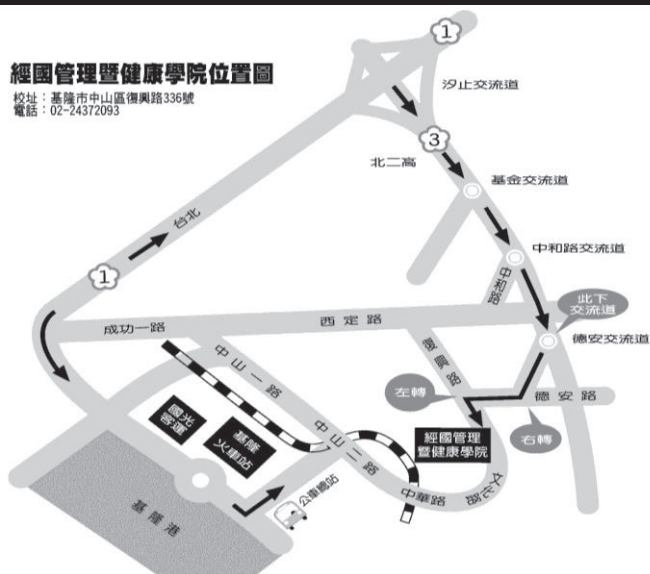 經國管理暨健康學院位置圖
校址：基隆市中山區復興路336號
電話：02-24372093
1
汐止交流道
3
北二高
基金交流道
台北
1
中和路交流道
中和路
此下
交流道
成功一路
西定路
德安交流道
復興路
中山一路
左轉
德安路
國光
客運
基隆
火車站
中山二路
經國管理
暨健康學院
右轉
中華路
文化路
公車總站
基隆港